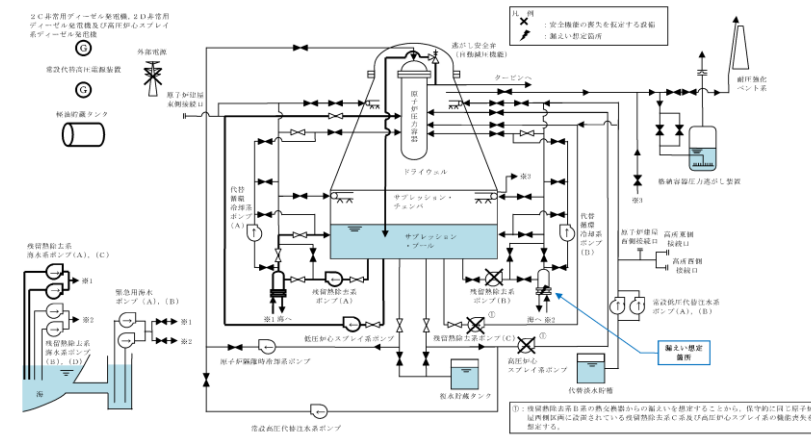 2C非常用ディーゼル発電機、2D非常用
ディーゼル発電機及び高圧炉心スプレイ
系ディーゼル発電機
G
常設代替高圧電源装置
G
軽油貯蔵タンク
外部電源
原子炉建屋
東側接続口
逃がし安全弁
(自動減圧機能)
凡 例
:安全機能の喪失を仮定する設備
:漏えい想定箇所
タービンへ
耐圧強化
ベント系
格納容器圧力逃がし装置
※3
原子炉圧力容器
ドライウェル
サプレッション・
チェンバ
※3
サプレッション
・プール
代替
循環
冷却系
ポンプ
(A)
代替
循環
冷却系
ポンプ
(B)
原子炉建屋
西側接続口
高所東側
接続口
高所西側
接続口
残留熱除去系
海水系ポンプ(A)、(C)
※1
※2
残留熱除去系
海水系ポンプ
(B)、(D)
海
緊急用海水
ポンプ(A)、(B)
※1
※2
残留熱除去系
ポンプ(A)
※1 海へ
残留熱除去系
ポンプ(B)
海へ ※2
①
低圧炉心スプレイ系ポンプ
残留熱除去系ポンプ(C)
①
高圧炉心
スプレイ系ポンプ
常設低圧代替注水系
ポンプ(A)、(B)
漏えい想定
箇所
原子炉隔離時冷却系ポンプ
復水貯蔵タンク
代替淡水貯槽
常設高圧代替注水系ポンプ
①:残留熱除去系B系の熱交換器からの漏えいを想定することから、保守的に同じ原子炉建
屋西側区画に設置されている残留熱除去系C系及び高圧炉心スプレイ系の機能喪失を
想定する。